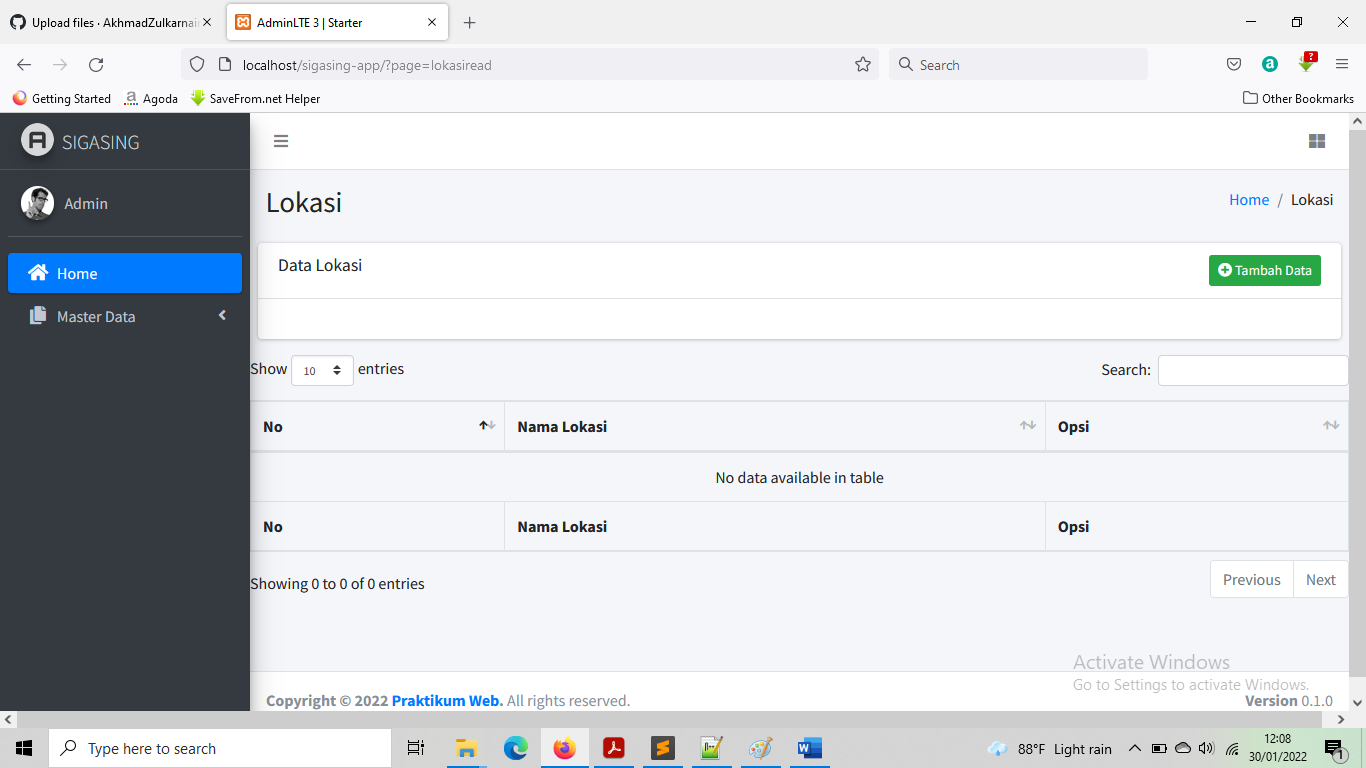 Upload files · AkhmadZulkarnai
AdminLTE 3 | Starter
localhost/sigasing-app/?page=lokasiread
Search
Getting Started
Agoda
SaveFrom.net Helper
Other Bookmarks
SIGASING
Admin
Home
Master Data
Lokasi
Home / Lokasi
Data Lokasi
Tambah Data
Show 10 entries
Search:
No Nama Lokasi Opsi
No data available in table
No Nama Lokasi Opsi
Showing 0 to 0 of 0 entries
Previous Next
Activate Windows
Go to Settings to activate Windows.
Copyright © 2022 Praktikum Web. All rights reserved.
Version 0.1.0
Type here to search
88°F Light rain
12:08
30/01/2022
1